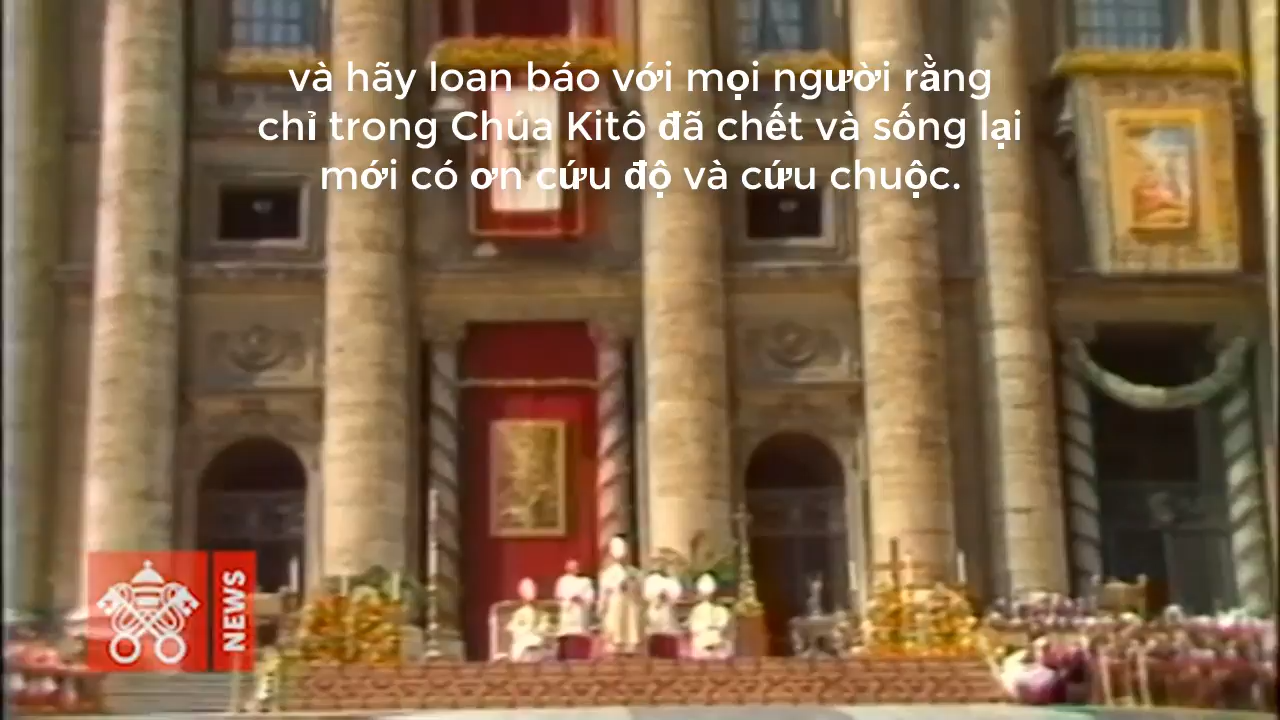 và hãy loan báo với mọi người rằng
chỉ trong Chúa Kitô đã chết và sống lại
mới có ơn cứu độ và cứu chuộc.
NEWS